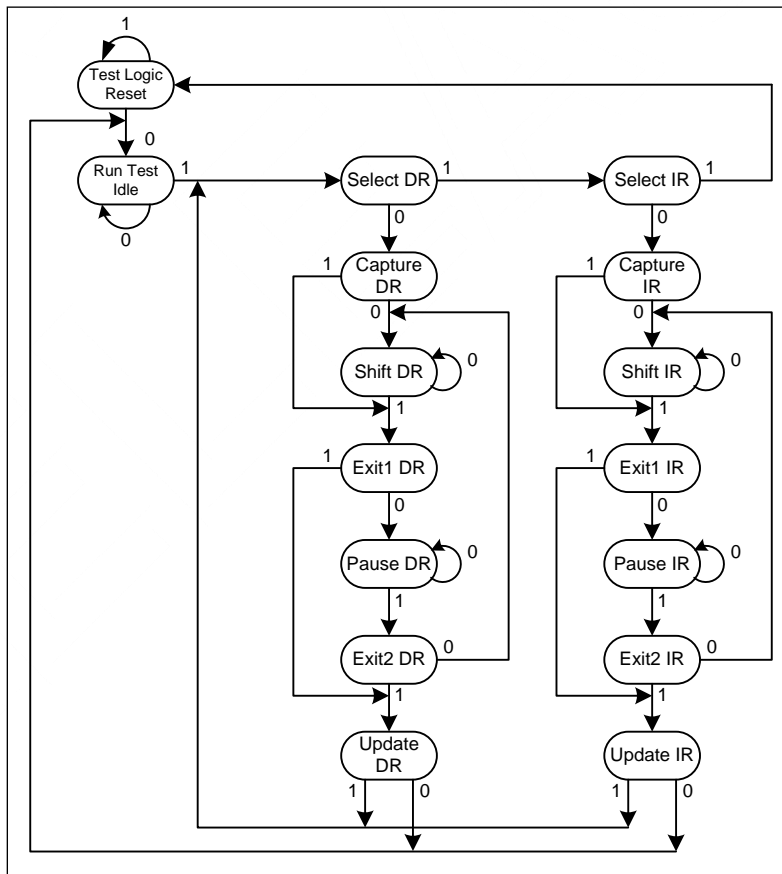 1
Test Logic
Reset
0
Run Test
Idle
1
0
Select DR
1
Select IR
1
0
0
1
Capture
DR
1
Capture
IR
0
0
Shift DR
0
Shift IR
0
1
1
1
Exit1 DR
1
Exit1 IR
0
0
Pause DR
0
Pause IR
0
1
1
Exit2 DR
0
Exit2 IR
0
1
1
Update
DR
Update IR
1
0
1
0